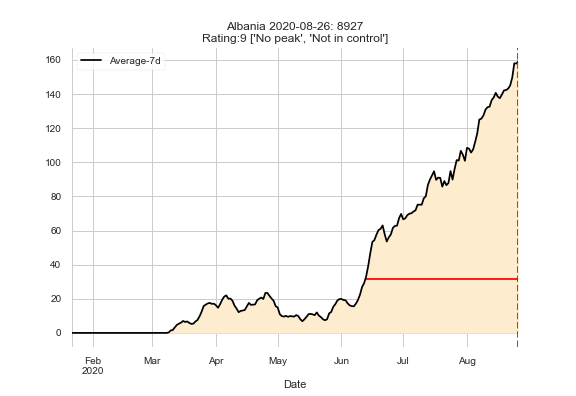 Albania 2020-08-26: 8927
Rating:9 ['No peak', 'Not in control']
Average-7d
160
140
120
100
80
60
40
20
0
Feb Mar Apr May Jun Jul Aug
2020
Date